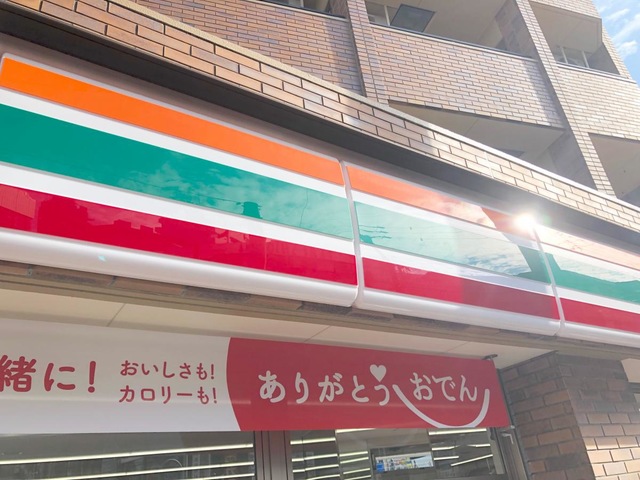 緒に!
おいしさも!
カロリーも!
ありがとう おでん